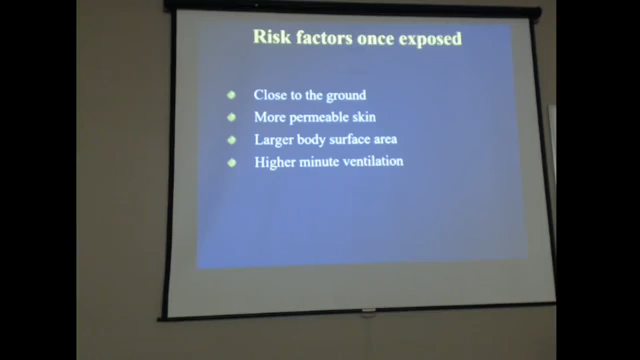 Risk factors once exposed
Close to the ground
More permeable skin
Larger body surface area
Higher minute ventilation